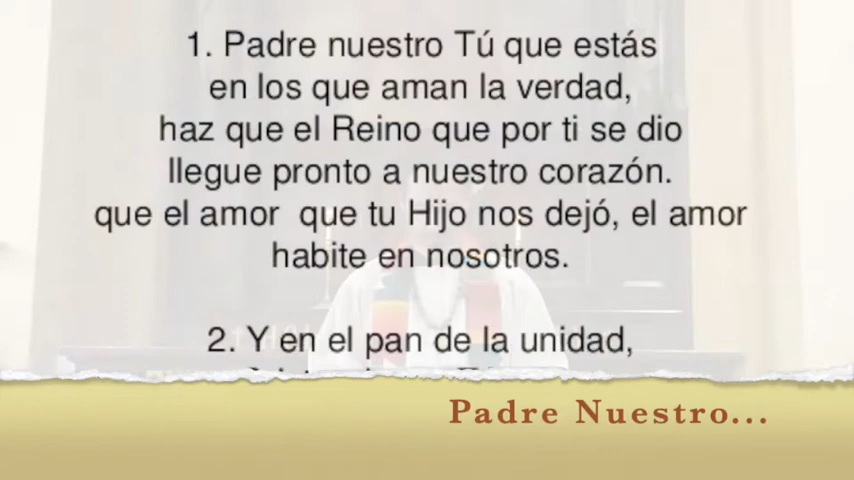 1. Padre nuestro Tú que estás
en los que aman la verdad,
haz que el Reino que por ti se dio
llegue pronto a nuestro corazón.
que el amor  que tu Hijo nos dejó, el amor
habite en nosotros.
2. Y en el pan de la unidad,
Padre Nuestro...